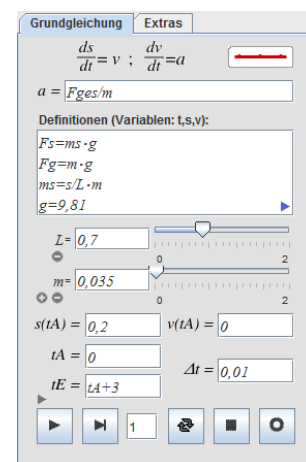 Grundgleichung Extras
ds/dt = v ; dv/dt = a
a = Fges/m
Definitionen (Variablen: t,s,v):
Fs=ms·g
Fg=m·g
ms=s/L·m
g=9,81
L= 0,7
0 2
m= 0,035
0 2
s(tA) = 0,2 v(tA) = 0
tA = 0
Δt = 0,01
tE = tA+3
1